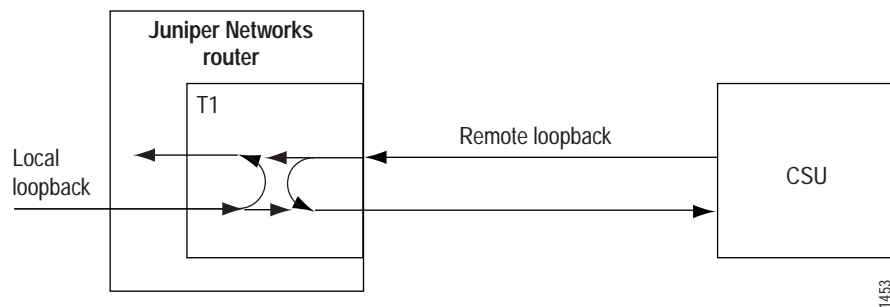 Juniper Networks
router
T1
Remote loopback
Local
loopback
CSU
1453